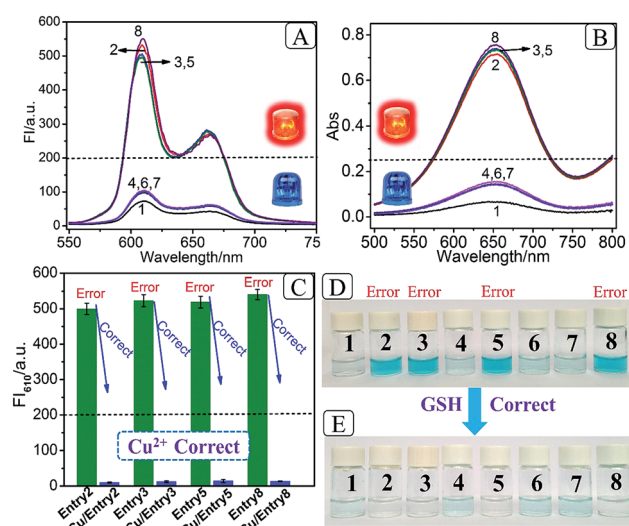 A
FI/a.u.
600
500
400
300
200
100
0
8
2
3,5
4,6,7
1
550
600
650
700
75
Wavelength/nm
B
Abs
0.8
0.6
0.4
0.2
0.0
8
3,5
2
4,6,7
1
500
550
600
650
700
750
800
Wavelength/nm
C
FI610/a.u.
600
500
400
300
200
100
0
Error Error Error Error
Correct Correct Correct Correct
Cu2+ Correct
Entry2 Cu/Entry2 Entry3 Cu/Entry3 Entry5 Cu/Entry5 Entry8 Cu/Entry8
D
Error Error Error Error
1 2 3 4 5 6 7 8
GSH Correct
E
1 2 3 4 5 6 7 8